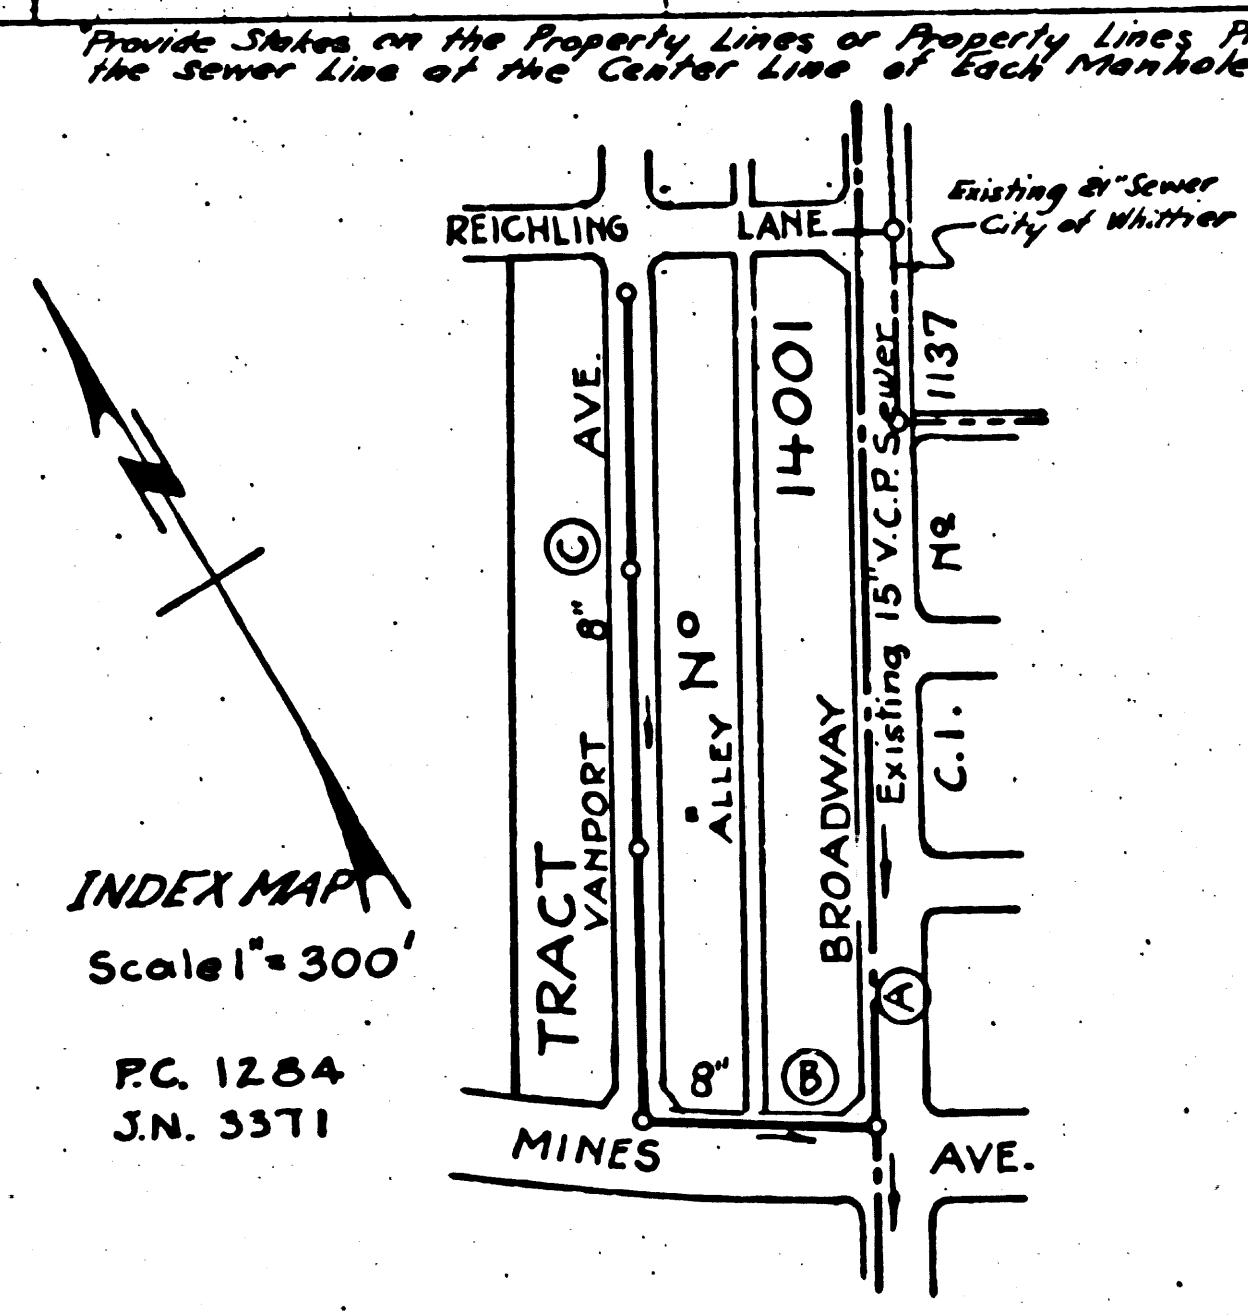 Provide Stakes on the Property Lines or Property Lines
the Sewer Line at the Center Line of Each Manhole
Existing 21" Sewer
City of Whittier
REICHLING LANE
1137
14001
AVE.
C
Existing 15" V.C.P. Sewer
Nº
8"
Nº
C.I.
VANPORT
ALLEY
BROADWAY
TRACT
INDEX MAP
Scale 1" = 300'
A
P.C. 1284
J.N. 3371
8"
B
MINES AVE.